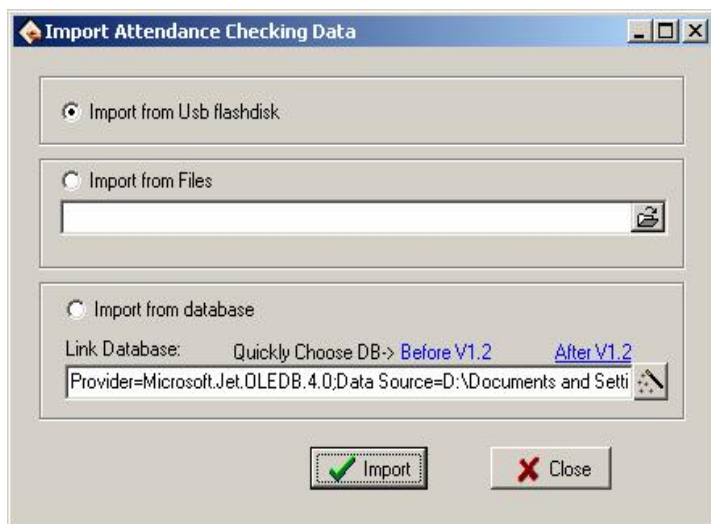 Import Attendance Checking Data
Import from Usb flashdisk
Import from Files
Import from database
Link Database: Quickly Choose DB-> Before V1.2 After V1.2
Provider=Microsoft.Jet.OLEDB.4.0;Data Source=D:\Documents and Setti
Import Close